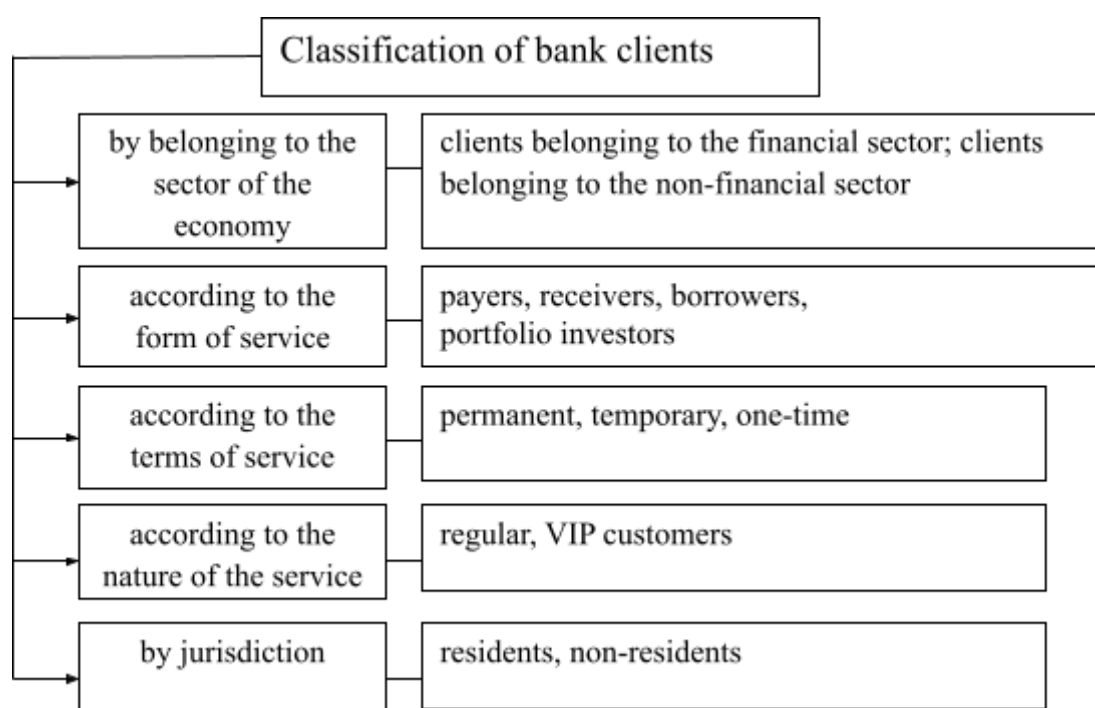 Classification of bank clients
by belonging to the
sector of the
economy
clients belonging to the financial sector; clients
belonging to the non-financial sector
according to the
form of service
payers, receivers, borrowers,
portfolio investors
according to the
terms of service
permanent, temporary, one-time
according to the
nature of the service
regular, VIP customers
by jurisdiction
residents, non-residents